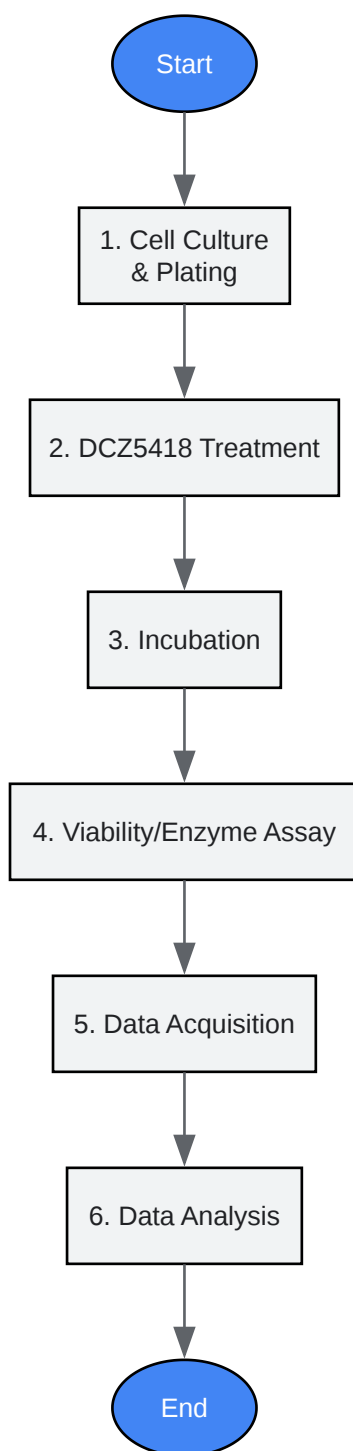 Start
1. Cell Culture
& Plating
2. DCZ5418 Treatment
3. Incubation
4. Viability/Enzyme Assay
5. Data Acquisition
6. Data Analysis
End